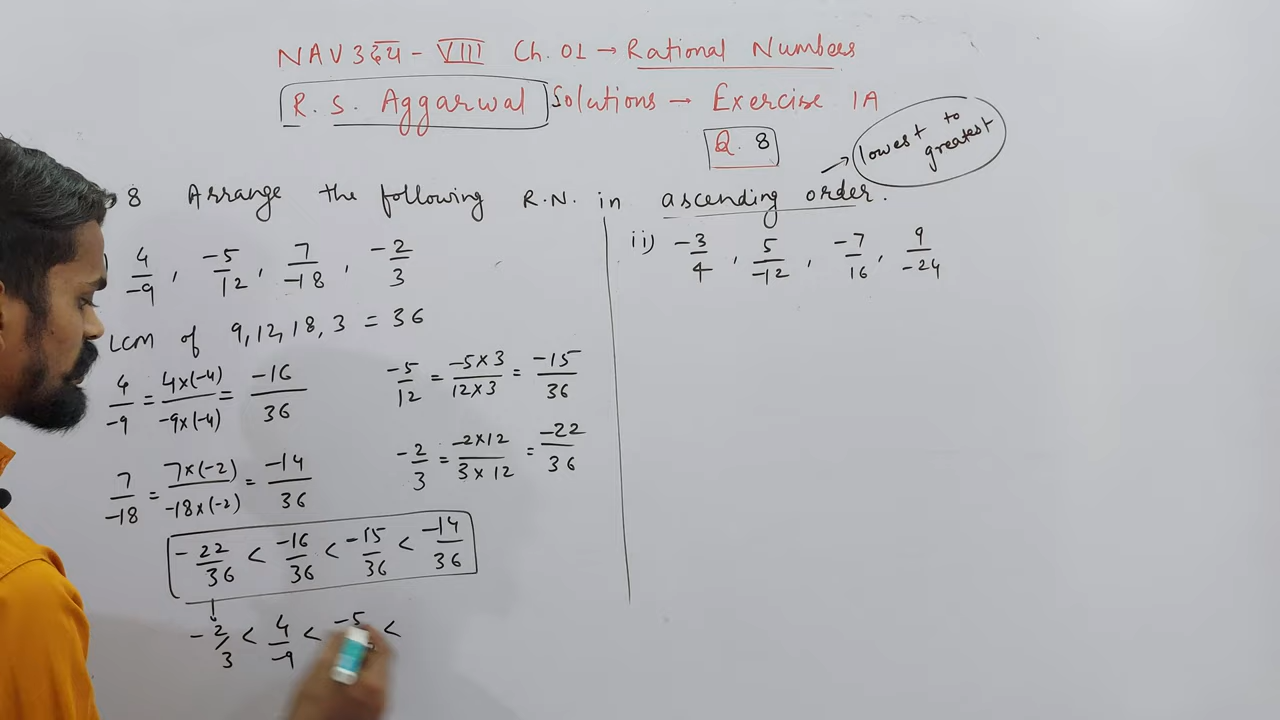 NAV उदय - VIII Ch. 01 → Rational Numbers
R. S. Aggarwal Solutions → Exercise 1A
Q. 8
lowest to greatest
8 Arrange the following R.N. in ascending order.
) 4/-9 , -5/12 , 7/-18 , -2/3
LCM of 9, 12, 18, 3 = 36
4/-9 = 4×(-4)/-9×(-4) = -16/36
-5/12 = -5×3/12×3 = -15/36
7/-18 = 7×(-2)/-18×(-2) = -14/36
-2/3 = -2×12/3×12 = -22/36
-22/36 < -16/36 < -15/36 < -14/36
-2/3 < 4/-9 < -5 <
ii) -3/4 , 5/-12 , -7/16 , 9/-24